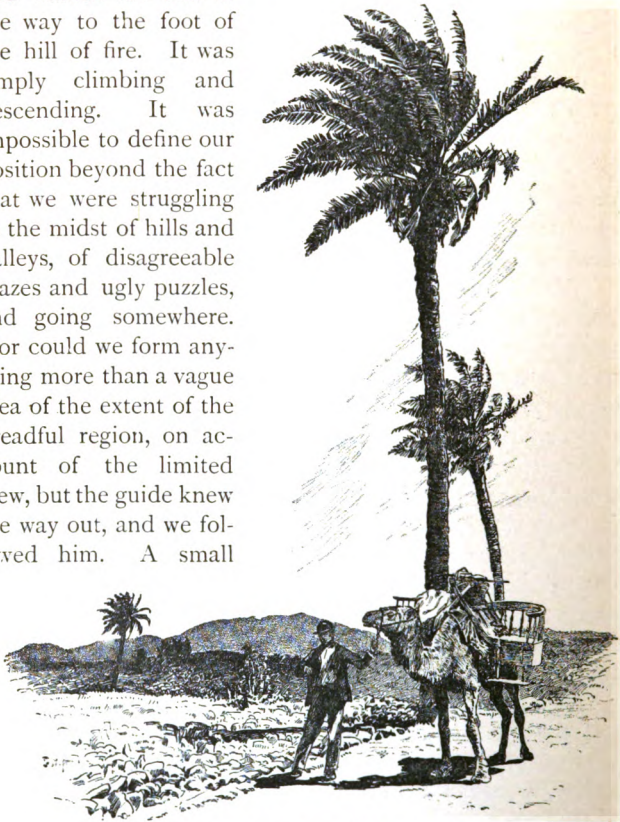 e way to the foot of
e hill of fire. It was
mply climbing and
escending. It was
npossible to define our
osition beyond the fact
at we were struggling
the midst of hills and
lleys, of disagreeable
azes and ugly puzzles,
nd going somewhere.
or could we form any-
ing more than a vague
ea of the extent of the
readful region, on ac-
ount of the limited
ew, but the guide knew
e way out, and we fol-
wed him. A small